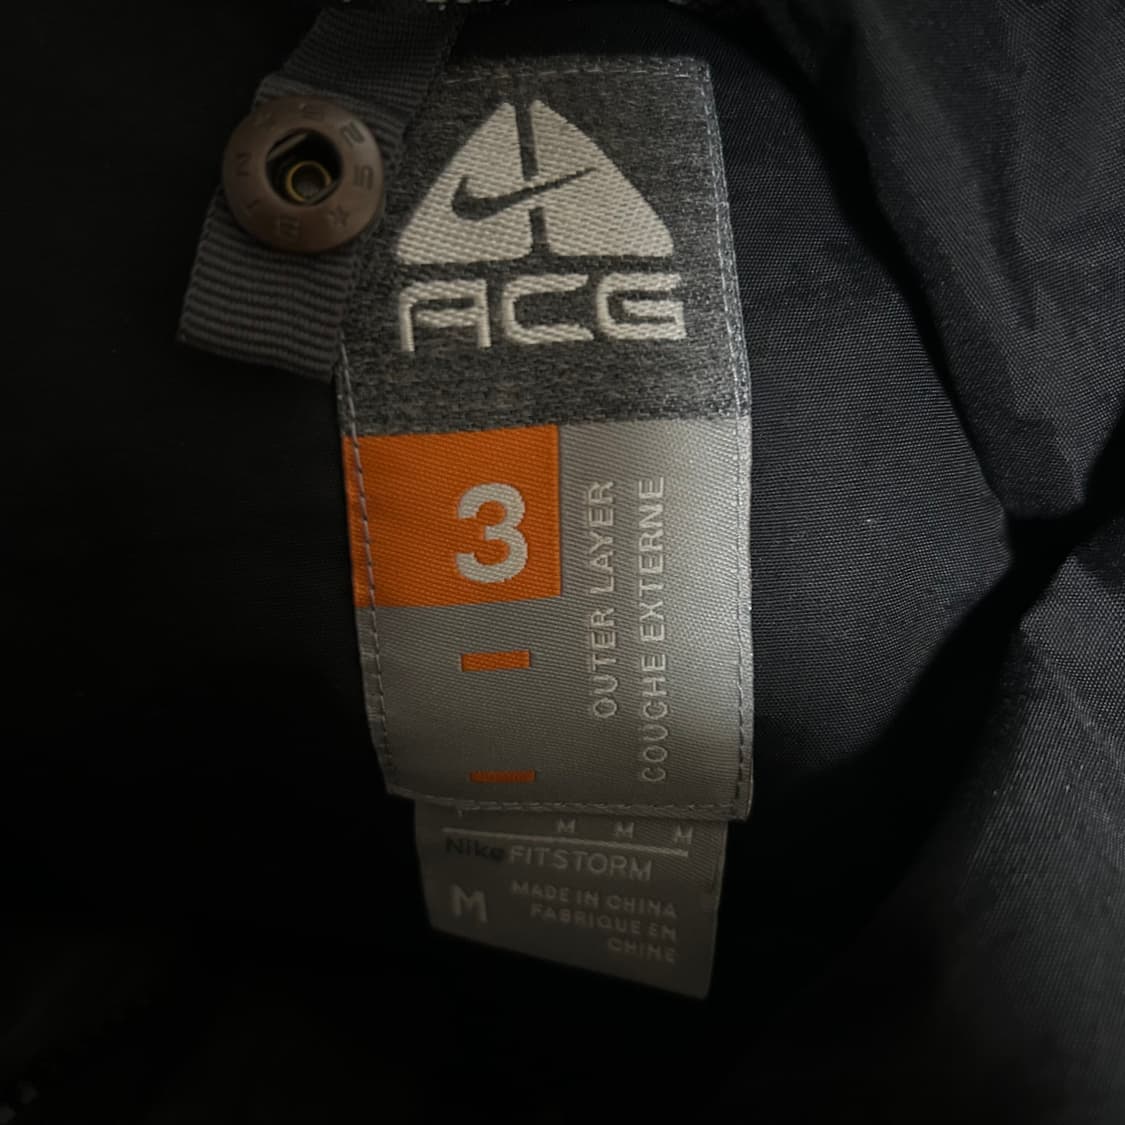 ACG
3
OUTER LAYER
COUCHE EXTERNE
M M M
Nike FITSTORM
M
MADE IN CHINA
FABRIQUE EN
CHINE